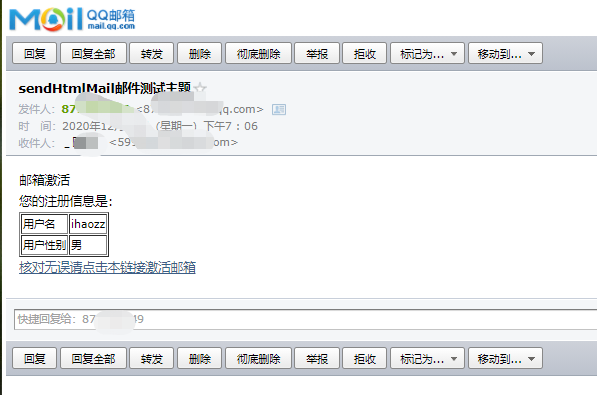 Mail QQ邮箱
mail.qq.com
回复 回复全部 转发 删除 彻底删除 举报 拒收 标记为... 移动到...
sendHtmlMail邮件测试主题
发件人: 87 <8 qq.com>
时 间: 2020年12 (星期一) 下午7:06
收件人: <59 om>
邮箱激活
您的注册信息是:
用户名 ihaozz
用户性别 男
核对无误请点击本链接激活邮箱
快捷回复给: 87 49
回复 回复全部 转发 删除 彻底删除 举报 拒收 标记为... 移动到...